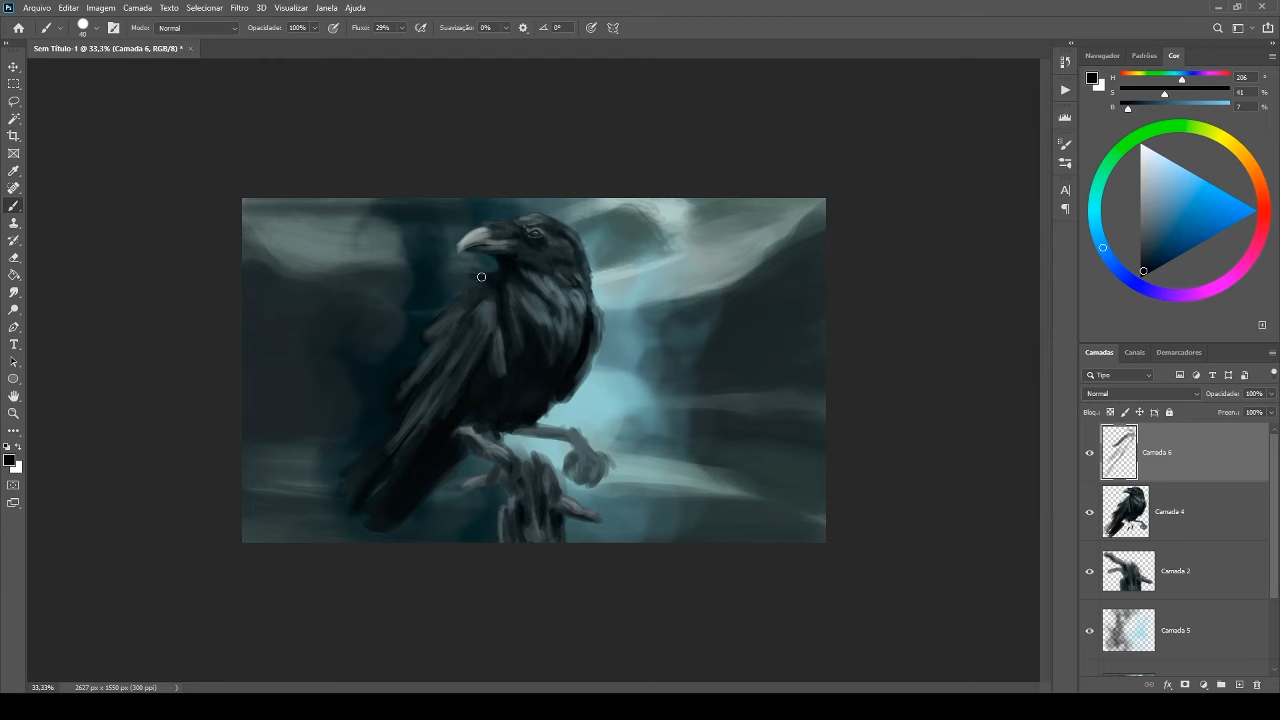 Ps Arquivo Editar Imagem Camada Texto Selecionar Filtro 3D Visualizar Janela Ajuda
40 Modo: Normal Opacidade: 100% Fluxo: 29% Suavização: 0% 0°
Sem Título-1 @ 33,3% (Camada 6, RGB/8) * ×
Navegador Padrões Cor
H 206 °
S 41 %
B 7 %
Camadas Canais Demarcadores
Tipo
Normal Opacidade: 100%
Bloq.: Preen.: 100%
Camada 6
Camada 4
Camada 2
Camada 5
33,33% 2627 px x 1550 px (300 ppi)